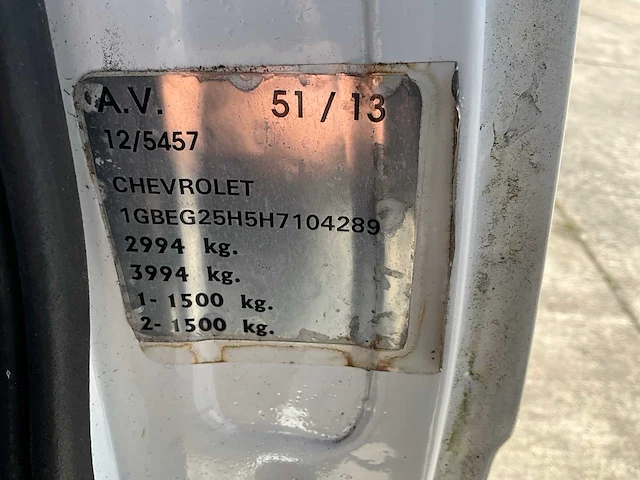 A.V. 51 / 13
12/5457
CHEVROLET
1GBEG25H5H7104289
2994 kg.
3994 kg.
1- 1500 kg.
2- 1500 kg.